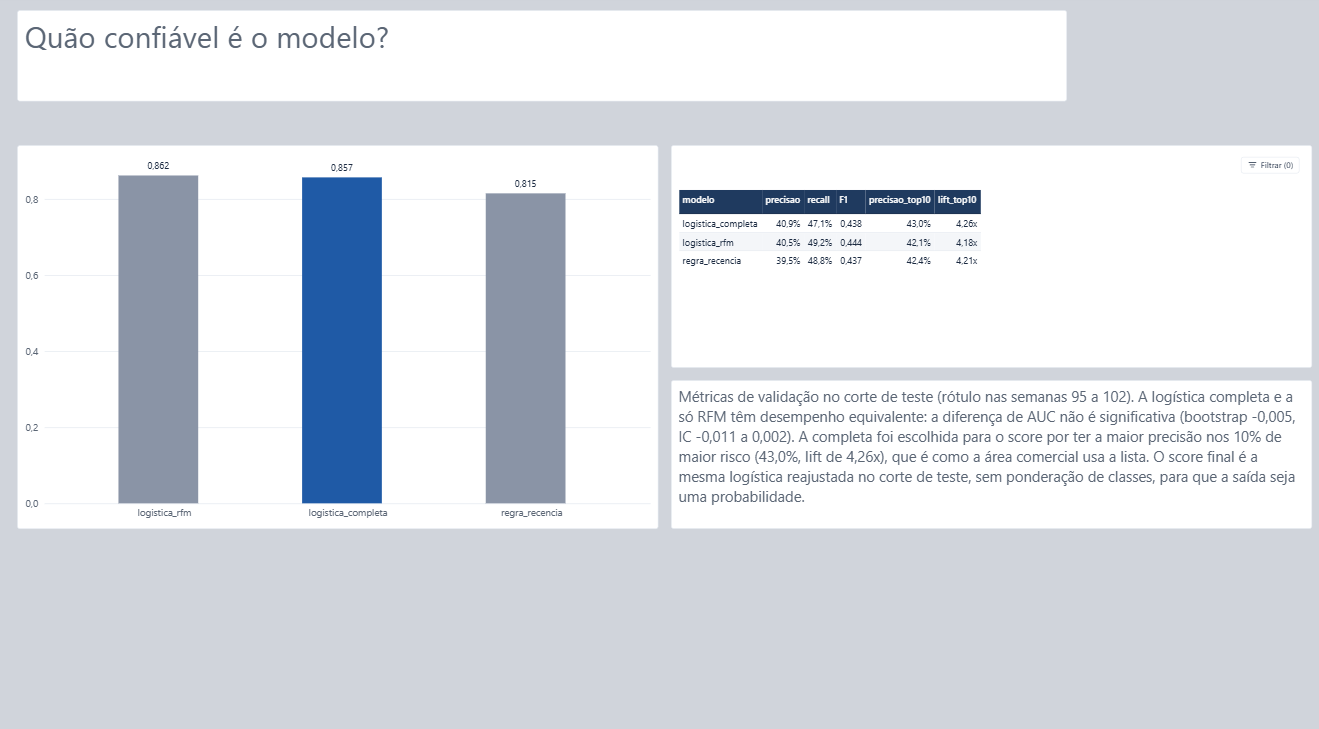 Quão confiável é o modelo?
0,862
0,857
0,815
0,8
0,6
0,4
0,2
0,0
logistica_rfm
logistica_completa
regra_recencia
Filtrar (0)
modelo precisao recall F1 precisao_top10 lift_top10
logistica_completa 40,9% 47,1% 0,438 43,0% 4,26x
logistica_rfm 40,5% 49,2% 0,444 42,1% 4,18x
regra_recencia 39,5% 48,8% 0,437 42,4% 4,21x
Métricas de validação no corte de teste (rótulo nas semanas 95 a 102). A logística completa e a
só RFM têm desempenho equivalente: a diferença de AUC não é significativa (bootstrap -0,005,
IC -0,011 a 0,002). A completa foi escolhida para o score por ter a maior precisão nos 10% de
maior risco (43,0%, lift de 4,26x), que é como a área comercial usa a lista. O score final é a
mesma logística reajustada no corte de teste, sem ponderação de classes, para que a saída seja
uma probabilidade.